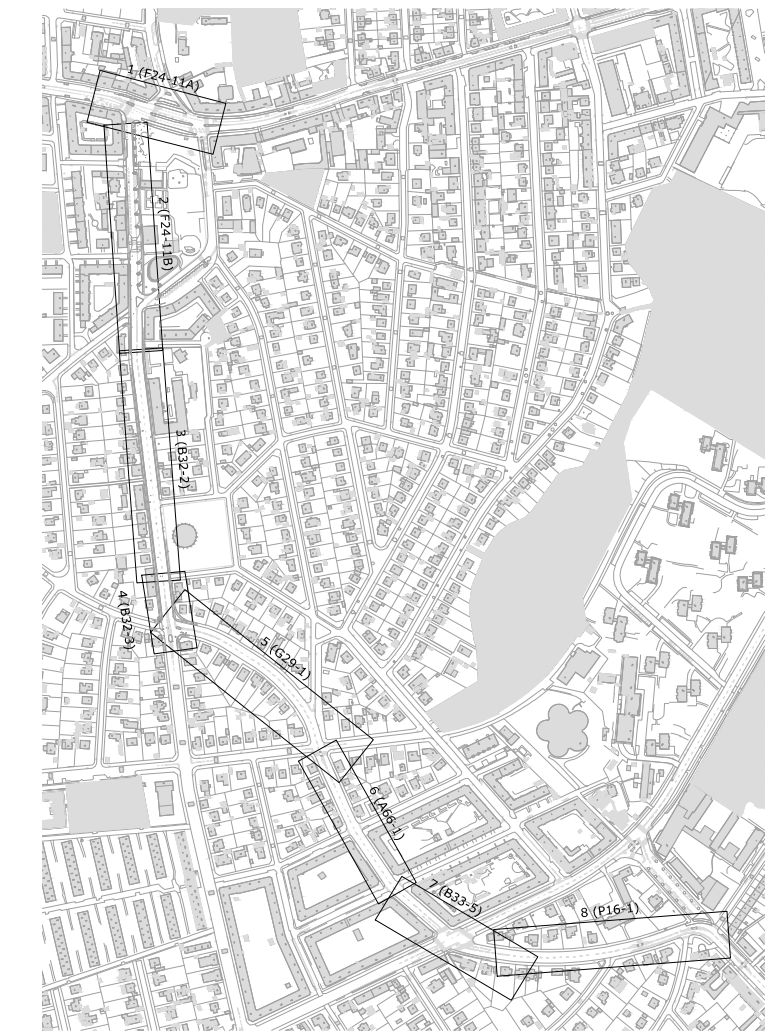 1 (F24-11A)
2 (F24-11B)
3 (B32-2)
4 (B32-3)
5 (G29-1)
6 (A66-1)
7 (B33-5)
8 (P16-1)